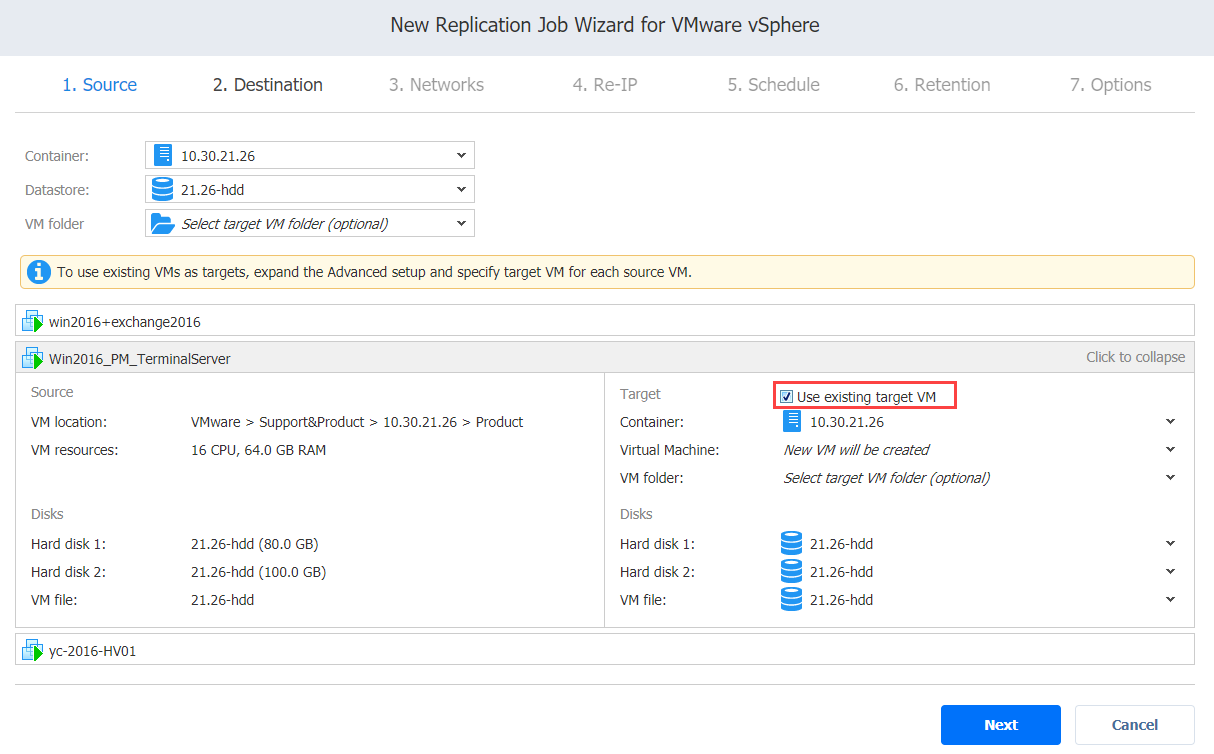 New Replication Job Wizard for VMware vSphere
1. Source 2. Destination 3. Networks 4. Re-IP 5. Schedule 6. Retention 7. Options
Container: 10.30.21.26
Datastore: 21.26-hdd
VM folder Select target VM folder (optional)
To use existing VMs as targets, expand the Advanced setup and specify target VM for each source VM.
win2016+exchange2016
Win2016_PM_TerminalServer Click to collapse
Source
VM location: VMware > Support&Product > 10.30.21.26 > Product
VM resources: 16 CPU, 64.0 GB RAM
Disks
Hard disk 1: 21.26-hdd (80.0 GB)
Hard disk 2: 21.26-hdd (100.0 GB)
VM file: 21.26-hdd
Target Use existing target VM
Container: 10.30.21.26
Virtual Machine: New VM will be created
VM folder: Select target VM folder (optional)
Disks
Hard disk 1: 21.26-hdd
Hard disk 2: 21.26-hdd
VM file: 21.26-hdd
yc-2016-HV01
Next Cancel